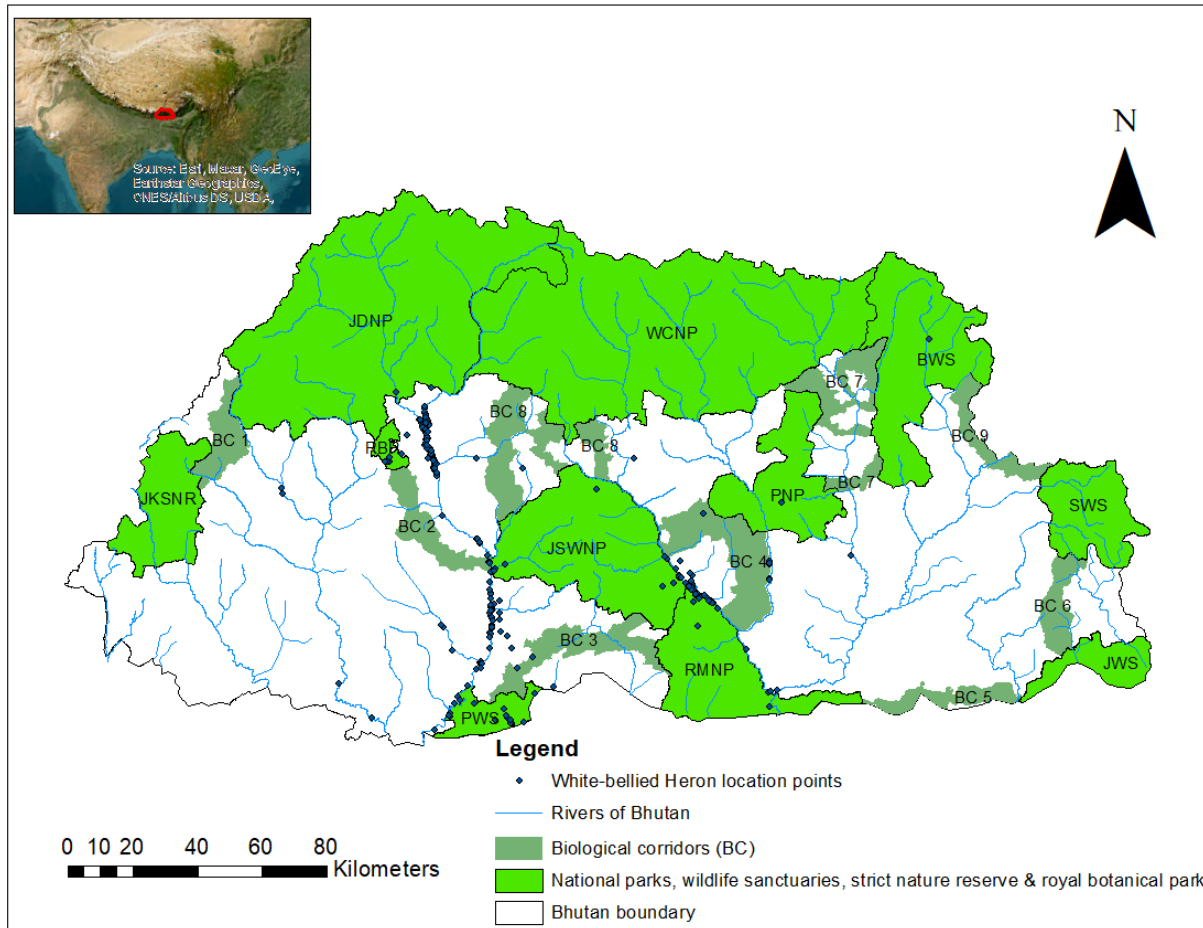 Source: Esri, Maxar, GeoEye,
Earthstar Geographics,
CNES/Airbus DS, USDA,
N
JDNP
WCNP
BWS
BC 7
BC 1
BC 8
BC 8
BC 9
RBP
JKSNR
BC 7
PNP
SWS
BC 2
JSWNP
BC 4
BC 6
BC 3
RMNP
JWS
BC 5
PWS
Legend
White-bellied Heron location points
Rivers of Bhutan
Biological corridors (BC)
National parks, wildlife sanctuaries, strict nature reserve & royal botanical park
Bhutan boundary
0 10 20 40 60 80
Kilometers